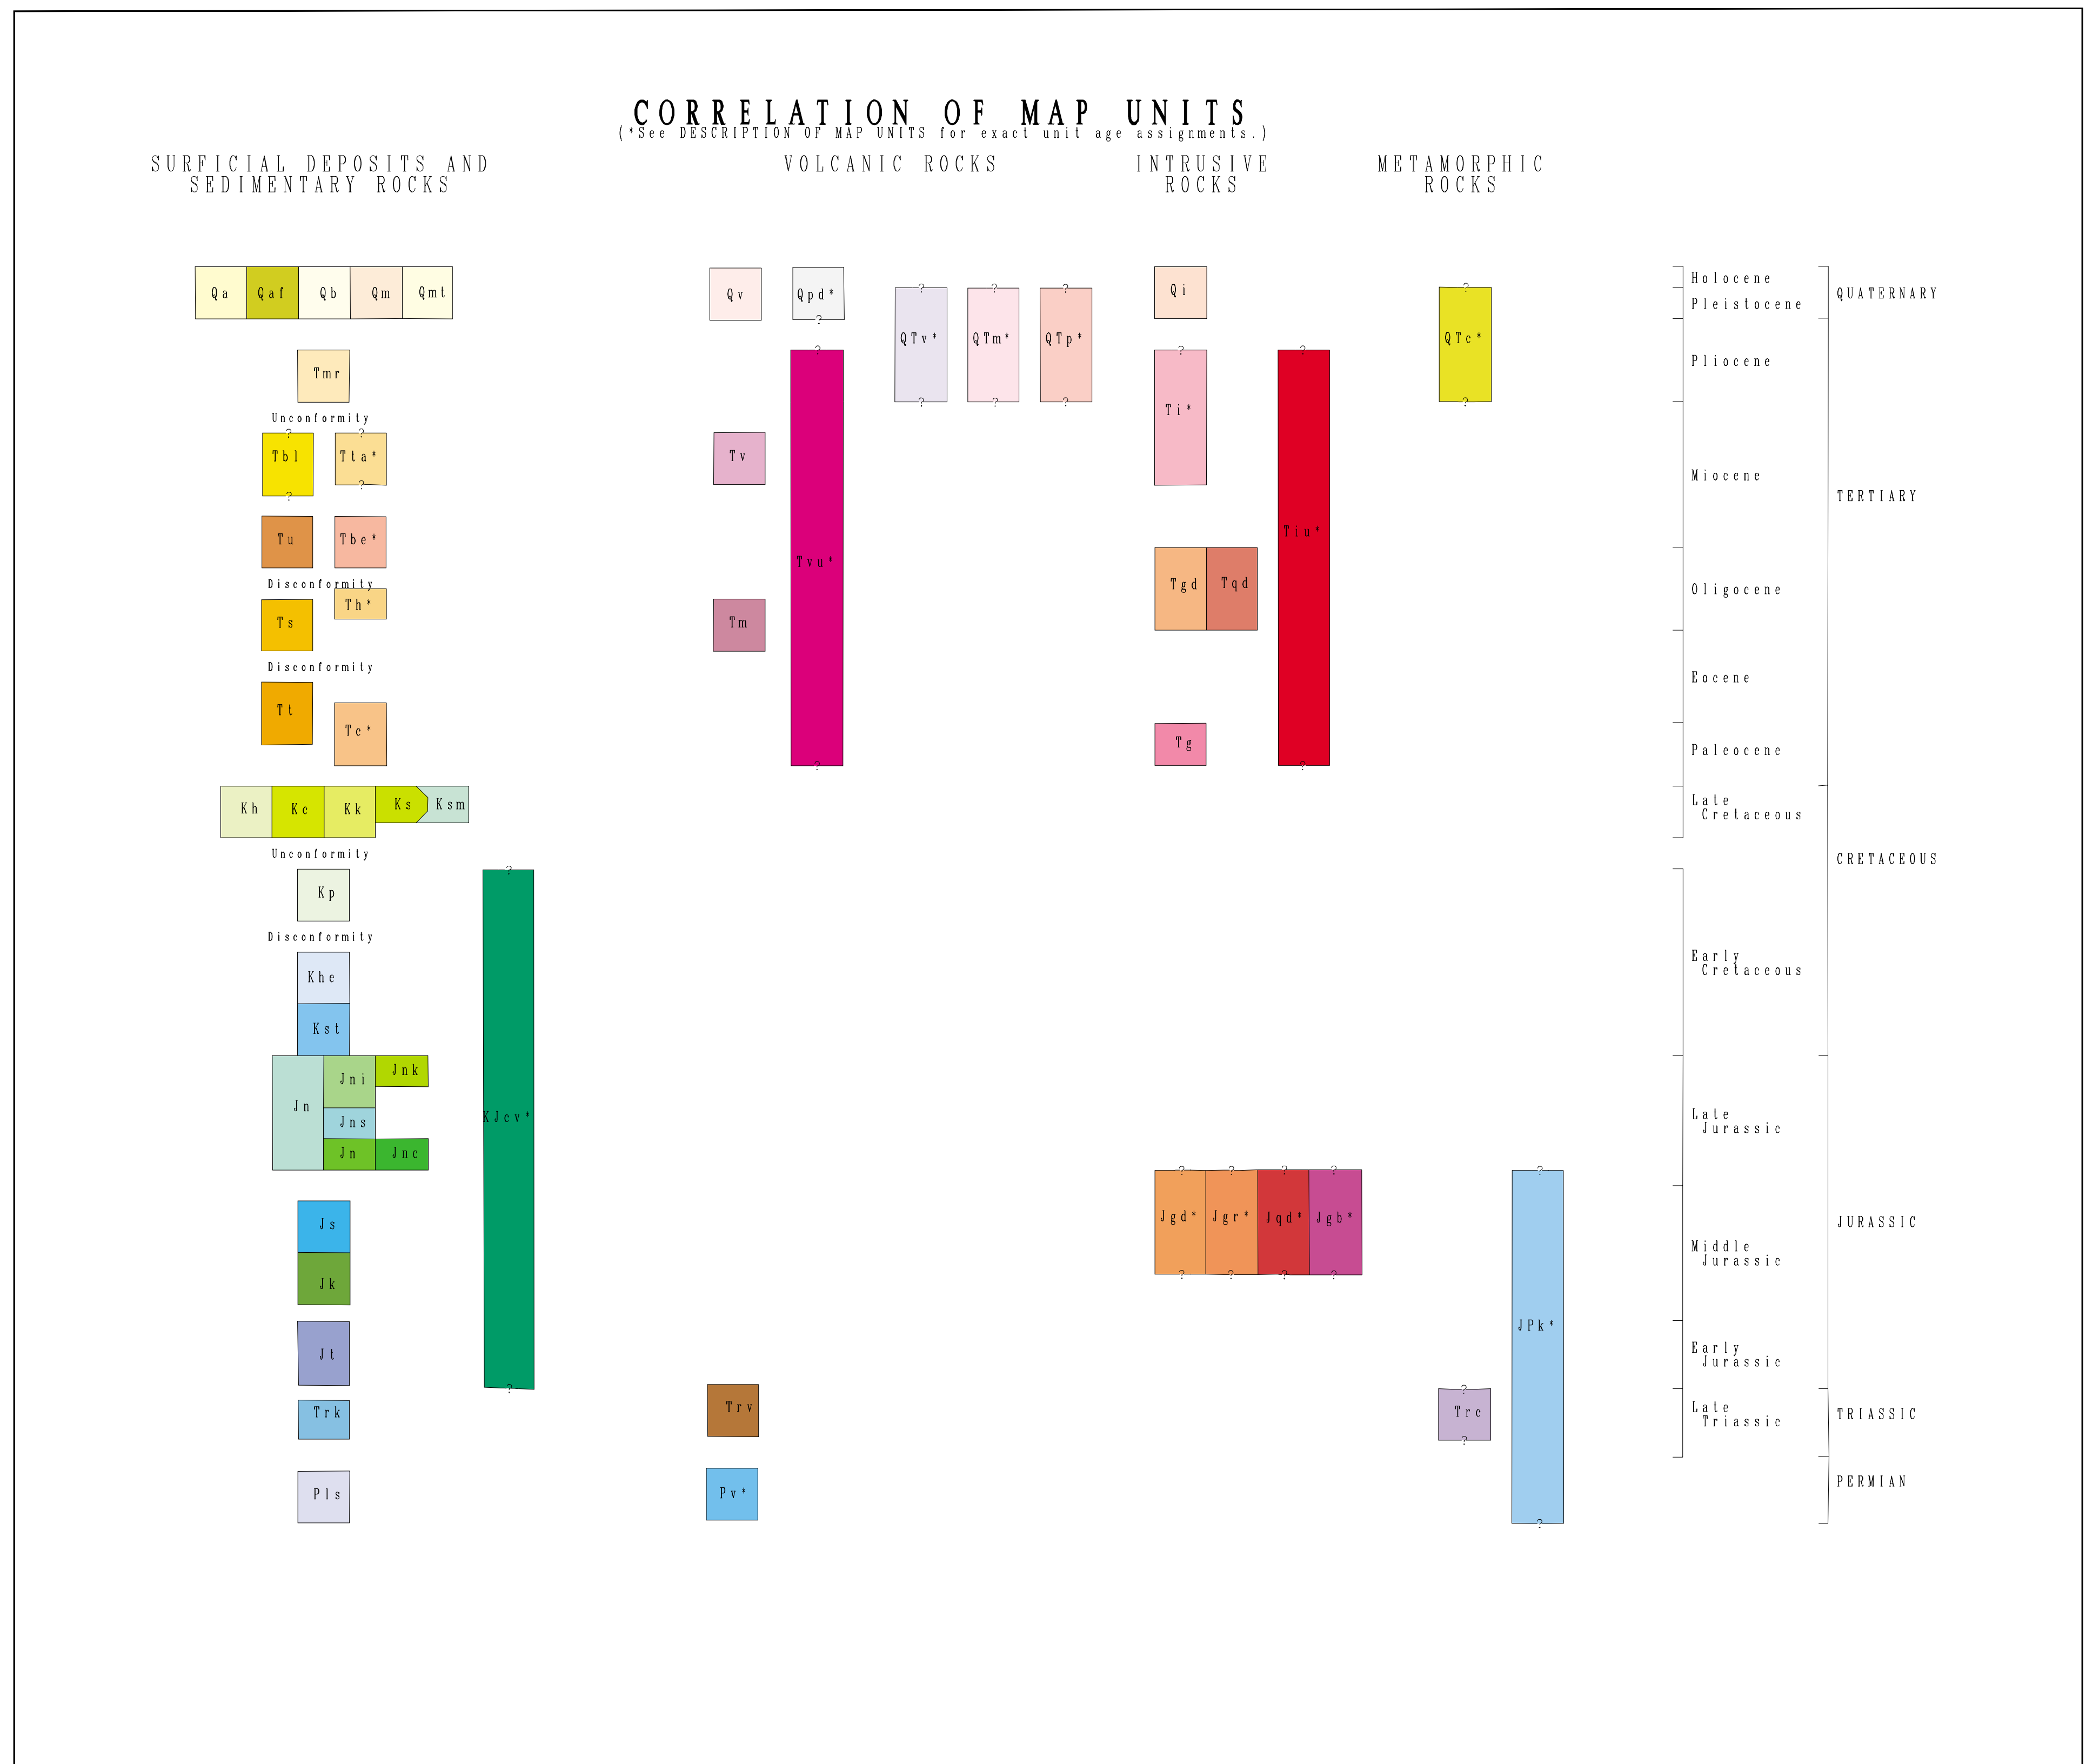 CORRELATION OF MAP UNITS
(*See DESCRIPTION OF MAP UNITS for exact unit age assignments.)
SURFICIAL DEPOSITS AND
SEDIMENTARY ROCKS
VOLCANIC ROCKS
INTRUSIVE
ROCKS
METAMORPHIC
ROCKS
Qa Qaf Qb Qm Qmt
Tmr
Unconformity
?
Tbl
?
?
Tta*
?
Tu
Tbe*
Disconformity
Th*
Ts
Disconformity
Tt
Tc*
Kh Kc Kk Ks Ksm
Unconformity
Kp
Disconformity
Khe
Kst
Jn
Jni
Jnk
Jns
Jn
Jnc
Js
Jk
Jt
Trk
Pls
?
KJcv*
?
Qv
Qpd*
?
?
QTv*
?
?
QTm*
?
?
QTp*
?
Tv
Tm
?
Tvu*
?
Trv
Pv*
Qi
?
Ti*
?
Tiu*
?
Tgd Tqd
Tg
? ? ? ?
Jgd* Jgr* Jqd* Jgb*
? ? ? ?
?
QTc*
?
?
JPk*
?
?
Trc
?
Holocene
Pleistocene
Pliocene
Miocene
Oligocene
Eocene
Paleocene
Late
Cretaceous
Early
Cretaceous
Late
Jurassic
Middle
Jurassic
Early
Jurassic
Late
Triassic
QUATERNARY
TERTIARY
CRETACEOUS
JURASSIC
TRIASSIC
PERMIAN